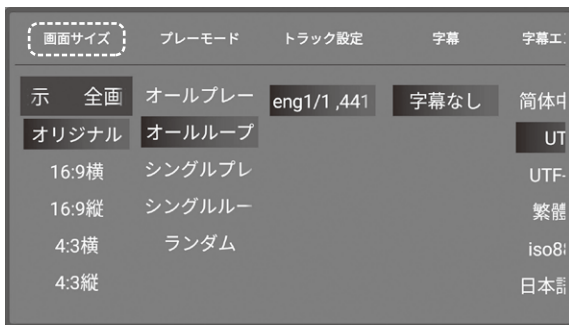 画面サイズ プレーモード トラック設定 字幕 字幕エ
示 全画 オールプレー eng1/1 ,441 字幕なし 简体中
オリジナル オールループ UT
16:9横 シングルプレ UTF-
16:9縦 シングルルー 繁體
4:3横 ランダム iso88
4:3縦 日本語